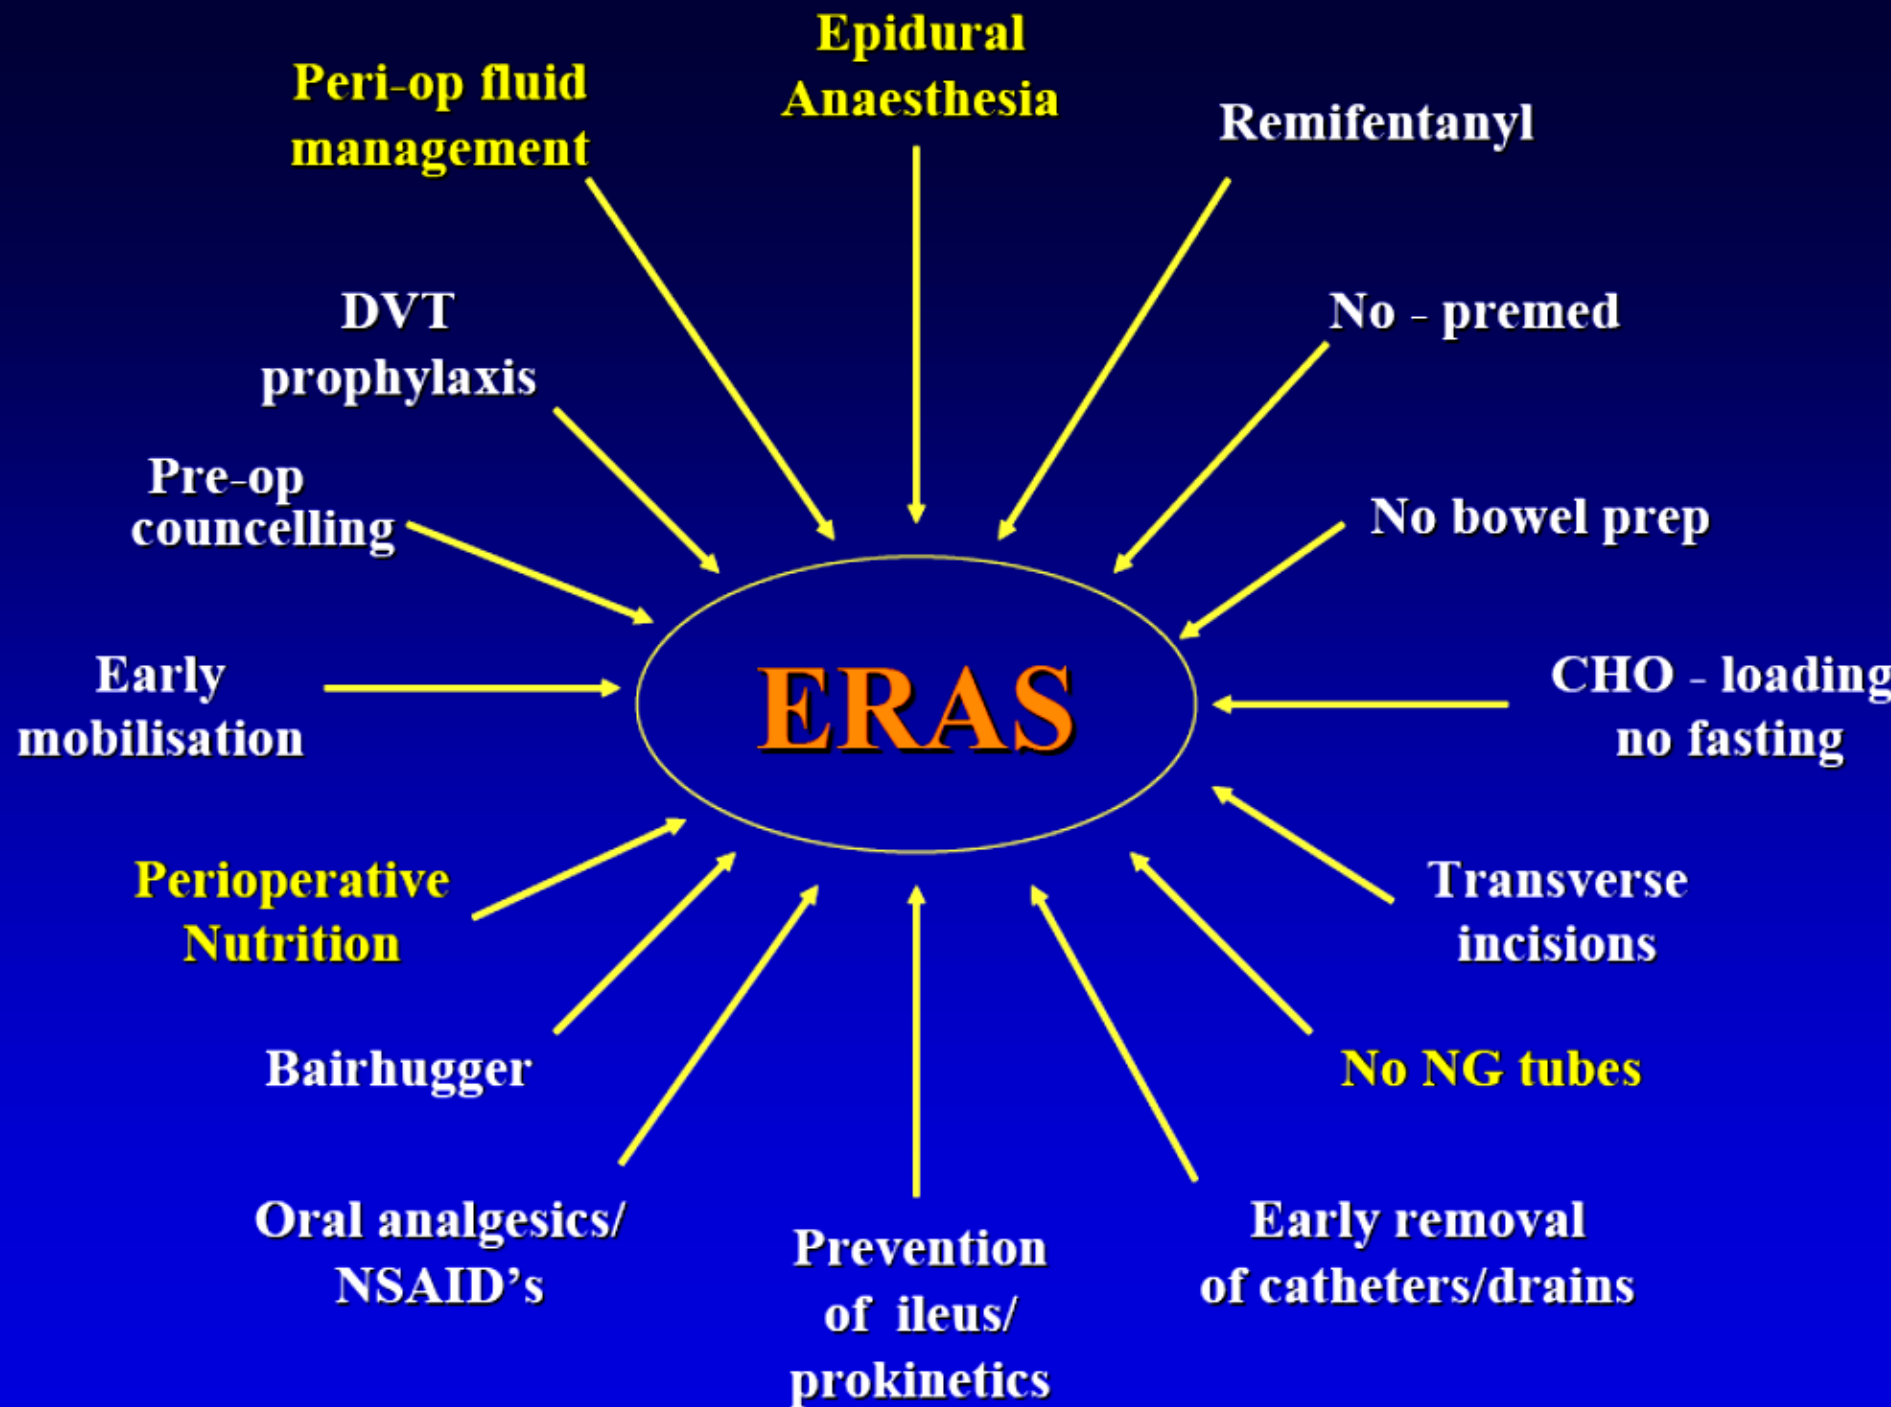 Epidural
Anaesthesia
Peri-op fluid
management
Remifentanyl
DVT
prophylaxis
No - premed
Pre-op
councelling
No bowel prep
Early
mobilisation
ERAS
CHO - loading
no fasting
Perioperative
Nutrition
Transverse
incisions
Bairhugger
No NG tubes
Oral analgesics/
NSAID’s
Prevention
of ileus/
prokinetics
Early removal
of catheters/drains